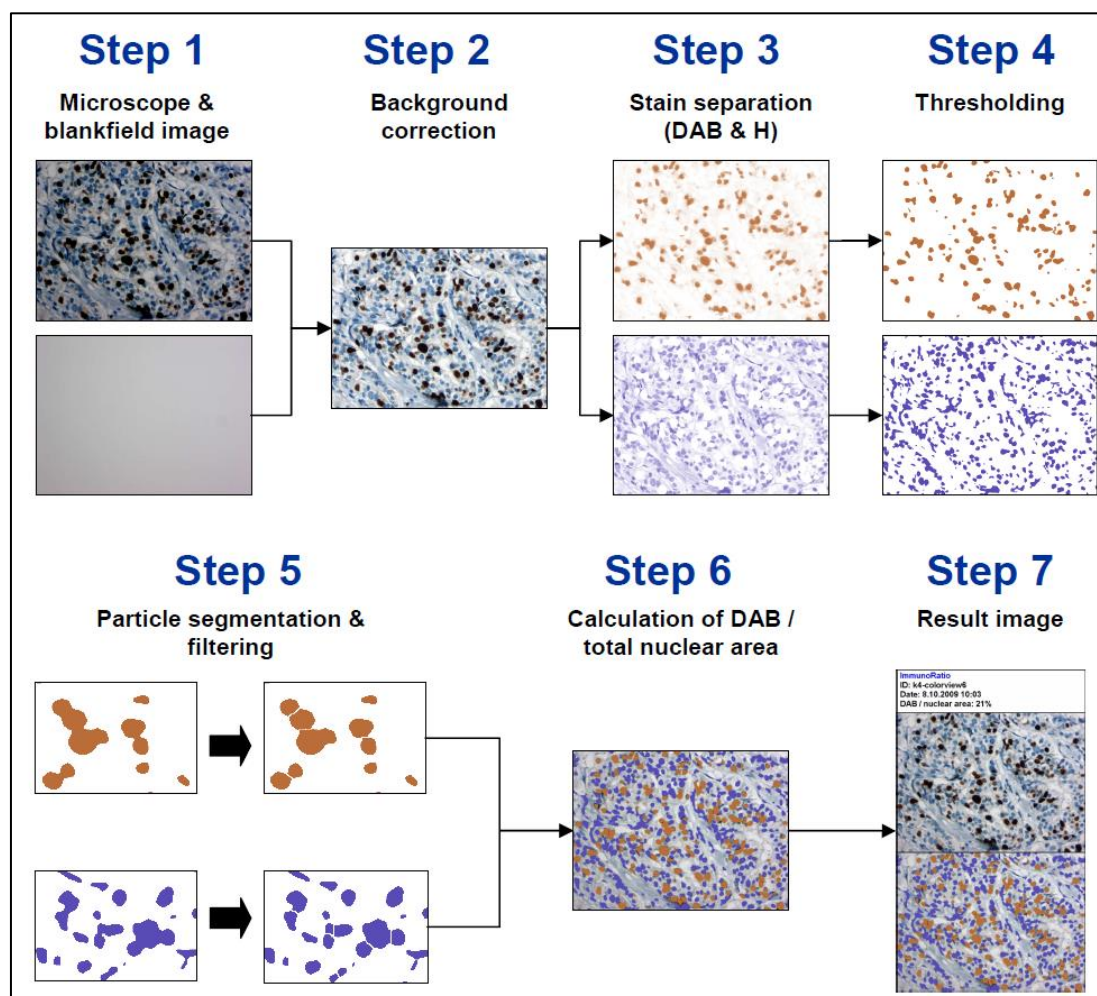 Step 1
Microscope &
blankfield image
Step 2
Background
correction
Step 3
Stain separation
(DAB & H)
Step 4
Thresholding
Step 5
Particle segmentation &
filtering
Step 6
Calculation of DAB /
total nuclear area
Step 7
Result image
ImmunoRatio
ID: k4-colorview6
Date: 8.10.2009 10:03
DAB / nuclear area: 21%